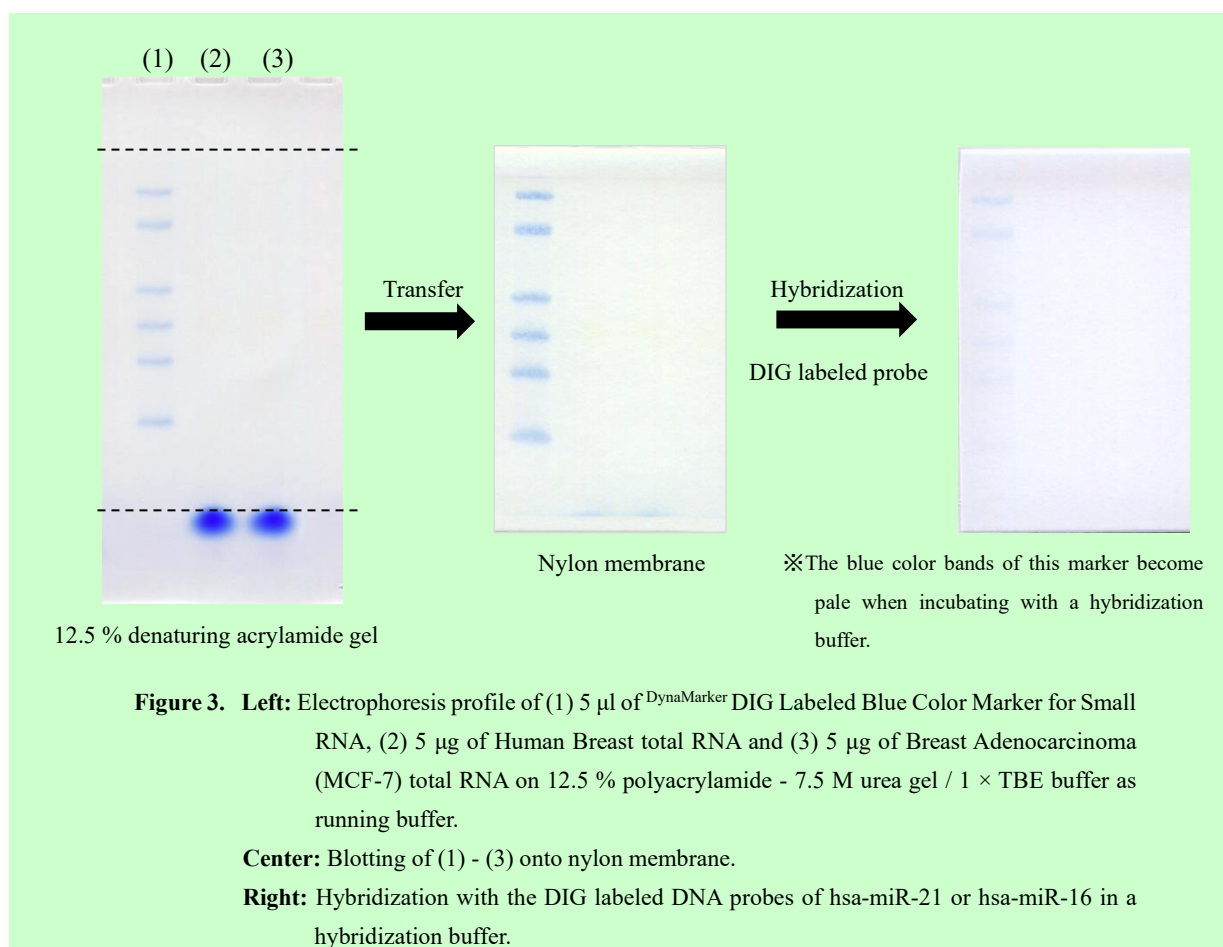 (1) (2) (3)
Transfer
Hybridization
DIG labeled probe
Nylon membrane
※The blue color bands of this marker become
pale when incubating with a hybridization
buffer.
12.5 % denaturing acrylamide gel
Figure 3. Left: Electrophoresis profile of (1) 5 μl of DynaMarker DIG Labeled Blue Color Marker for Small
RNA, (2) 5 μg of Human Breast total RNA and (3) 5 μg of Breast Adenocarcinoma
(MCF-7) total RNA on 12.5 % polyacrylamide - 7.5 M urea gel / 1 × TBE buffer as
running buffer.
Center: Blotting of (1) - (3) onto nylon membrane.
Right: Hybridization with the DIG labeled DNA probes of hsa-miR-21 or hsa-miR-16 in a
hybridization buffer.